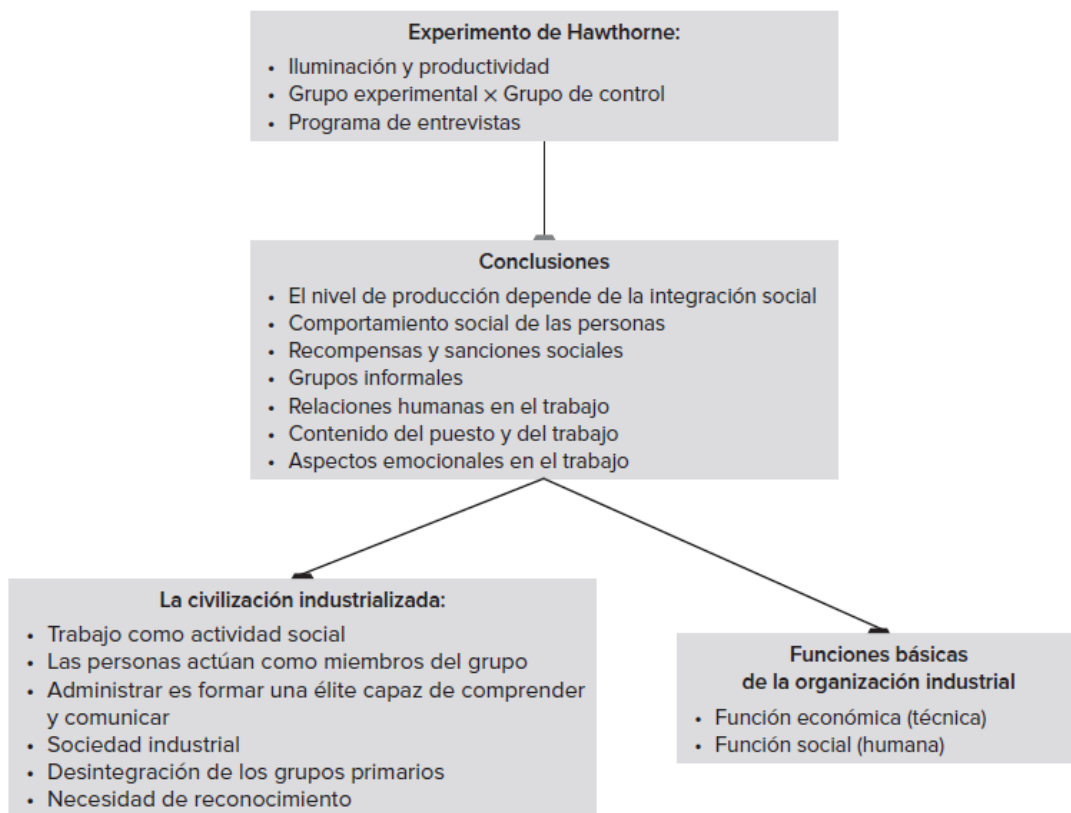 Experimento de Hawthorne:
• Iluminación y productividad
• Grupo experimental × Grupo de control
• Programa de entrevistas
Conclusiones
• El nivel de producción depende de la integración social
• Comportamiento social de las personas
• Recompensas y sanciones sociales
• Grupos informales
• Relaciones humanas en el trabajo
• Contenido del puesto y del trabajo
• Aspectos emocionales en el trabajo
La civilización industrializada:
• Trabajo como actividad social
• Las personas actúan como miembros del grupo
• Administrar es formar una élite capaz de comprender
y comunicar
• Sociedad industrial
• Desintegración de los grupos primarios
• Necesidad de reconocimiento
Funciones básicas
de la organización industrial
• Función económica (técnica)
• Función social (humana)